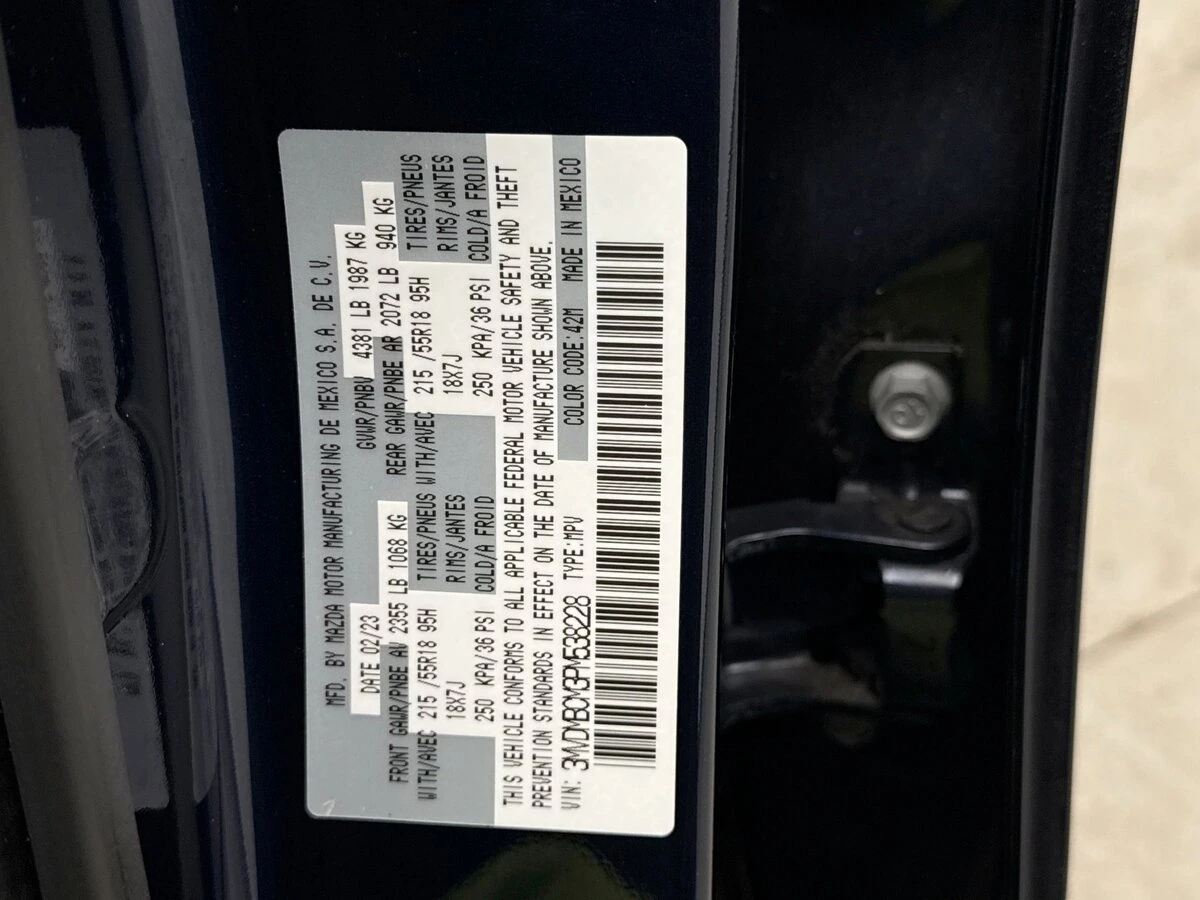 MFD. BY MAZDA MOTOR MANUFACTURING DE MEXICO S.A. DE C.V.
DATE 02/23 GVWR/PNBV 4381 LB 1987 KG
FRONT GAWR/PNBE AV 2355 LB 1068 KG REAR GAWR/PNBE AR 2072 LB 940 KG
WITH/AVEC 215 /55R18 95H TIRES/PNEUS WITH/AVEC 215 /55R18 95H TIRES/PNEUS
18X7J RIMS/JANTES 18X7J RIMS/JANTES
250 KPA/36 PSI COLD/A FROID 250 KPA/36 PSI COLD/A FROID
THIS VEHICLE CONFORMS TO ALL APPLICABLE FEDERAL MOTOR VEHICLE SAFETY AND THEFT
PREVENTION STANDARDS IN EFFECT ON THE DATE OF MANUFACTURE SHOWN ABOVE.
VIN: 3MVDMBCM3PM538228 TYPE:MPV COLOR CODE:42M MADE IN MEXICO